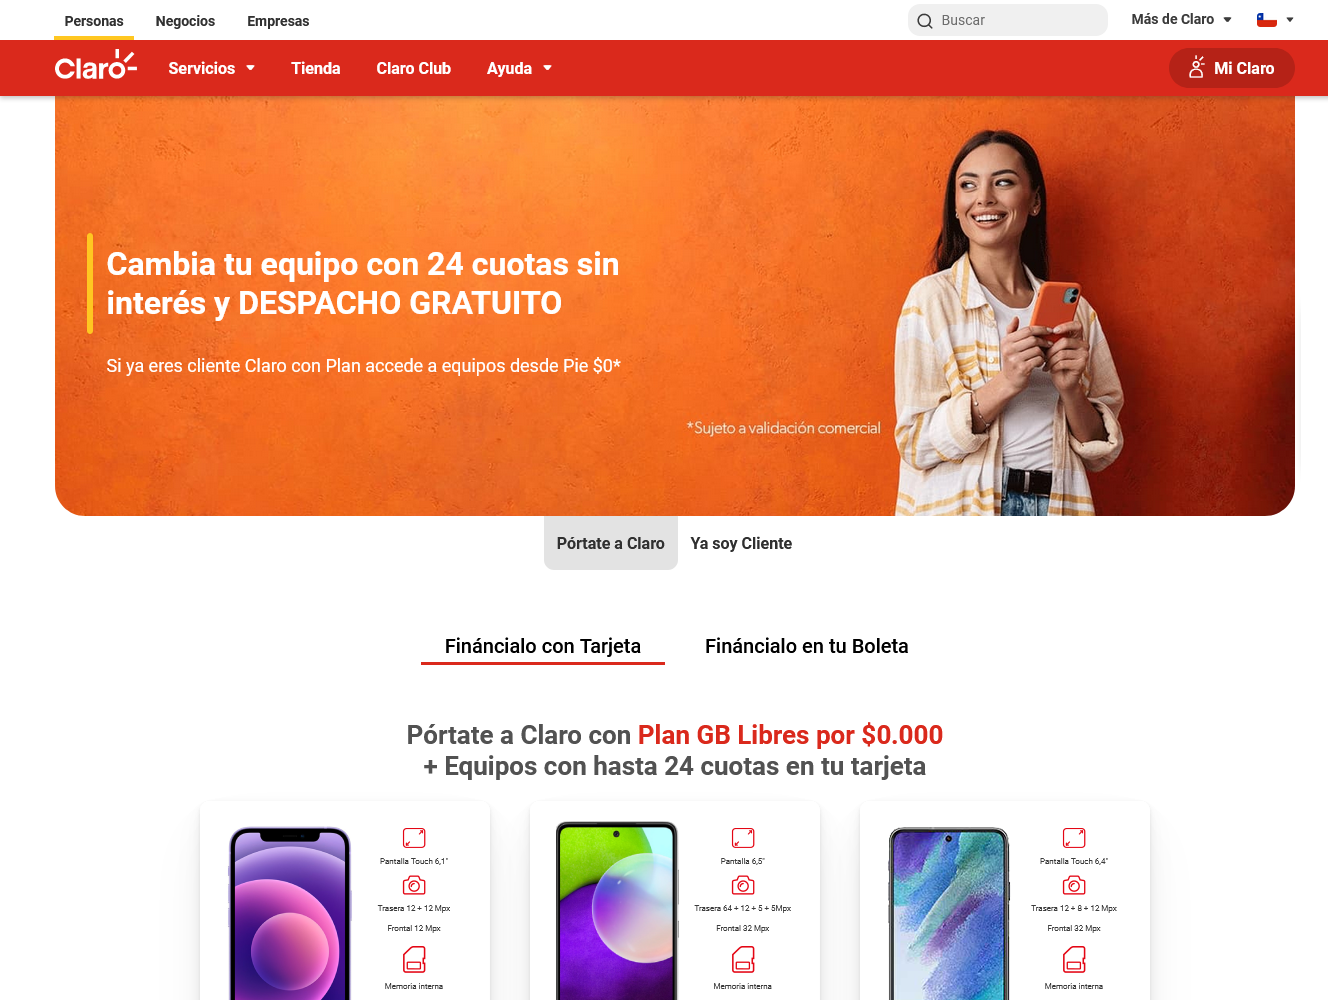 Personas Negocios Empresas Buscar Más de Claro
Claro Servicios Tienda Claro Club Ayuda Mi Claro
Cambia tu equipo con 24 cuotas sin
interés y DESPACHO GRATUITO
Si ya eres cliente Claro con Plan accede a equipos desde Pie $0*
*Sujeto a validación comercial
Pórtate a Claro Ya soy Cliente
Fináncialo con Tarjeta Fináncialo en tu Boleta
Pórtate a Claro con Plan GB Libres por $0.000
+ Equipos con hasta 24 cuotas en tu tarjeta
Pantalla Touch 6,1"
Trasera 12 + 12 Mpx
Frontal 12 Mpx
Memoria interna
Pantalla 6,5"
Trasera 64 + 12 + 5 + 5Mpx
Frontal 32 Mpx
Memoria interna
Pantalla Touch 6,4"
Trasera 12 + 8 + 12 Mpx
Frontal 32 Mpx
Memoria interna